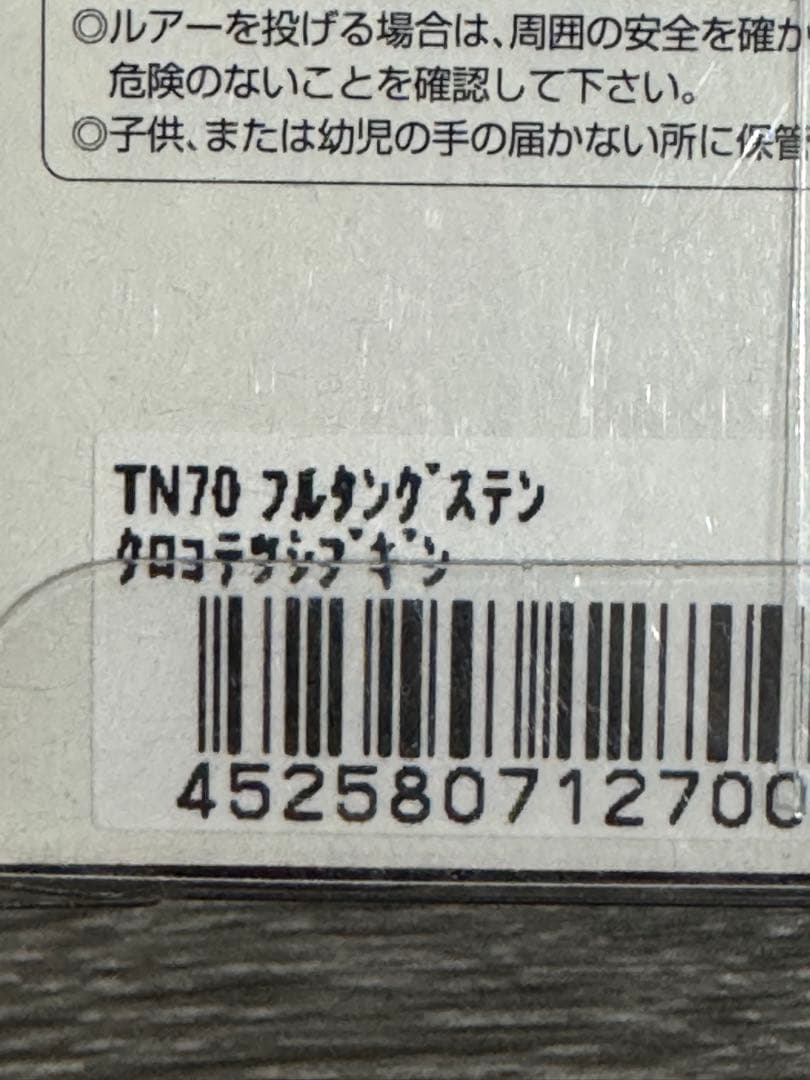 ◎ルアーを投げる場合は、周囲の安全を確か
危険のないことを確認して下さい。
◎子供、または幼児の手の届かない所に保管
TN70 フルタングステン
クロコテツシブギン
452580712700